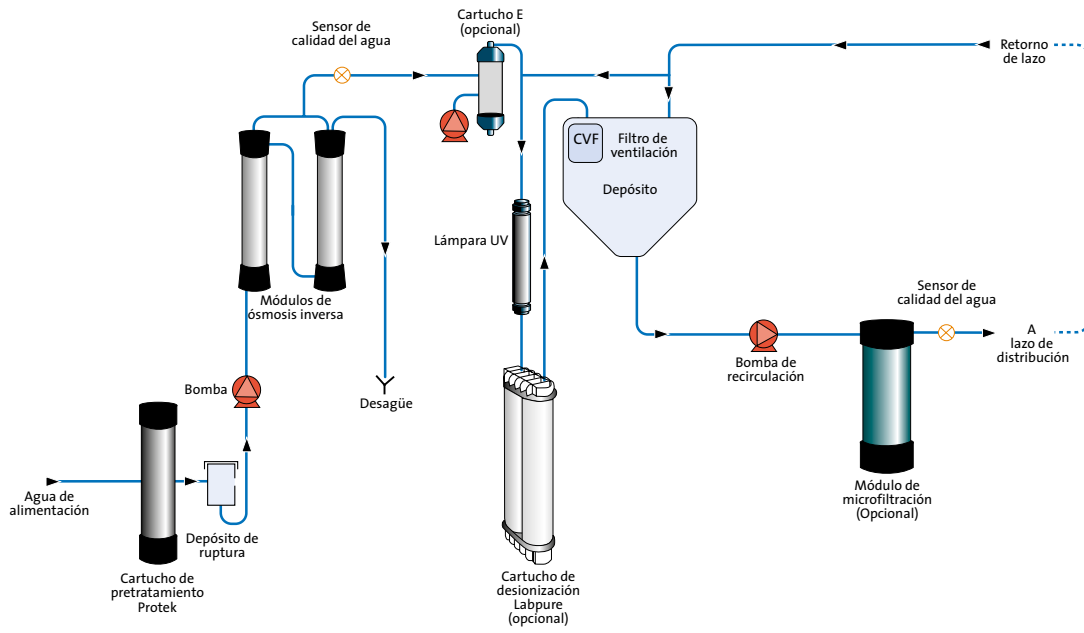 Cartucho E
(opcional)
Sensor de
calidad del agua
Retorno
de lazo
CVF
Filtro de
ventilación
Depósito
Lámpara UV
Módulos de
ósmosis inversa
Sensor de
calidad del agua
A
lazo de
distribución
Bomba de
recirculación
Bomba
Desagüe
Agua de
alimentación
Depósito de
ruptura
Cartucho de
pretratamiento
Protek
Cartucho de
desionización
Labpure
(opcional)
Módulo de
microfiltración
(Opcional)